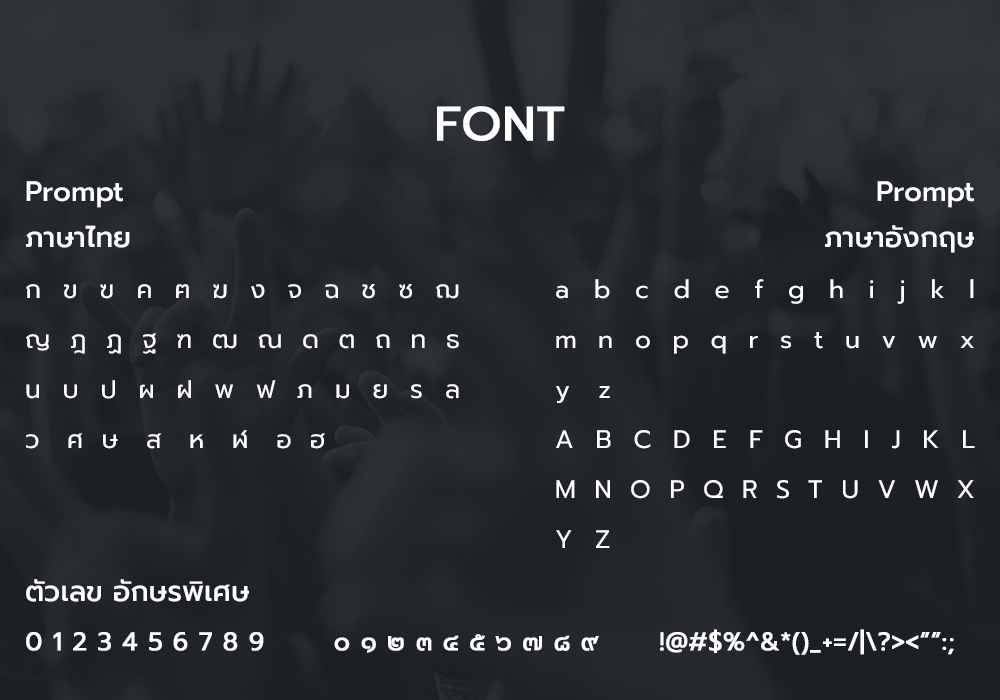 FONT
Prompt
ภาษาไทย
ก ข ฃ ค ฅ ฆ ง จ ฉ ช ซ ฌ
ญ ฎ ฏ ฐ ฑ ฒ ณ ด ต ถ ท ธ
น บ ป ผ ฝ พ ฟ ภ ม ย ร ล
ว ศ ษ ส ห ฬ อ ฮ
Prompt
ภาษาอังกฤษ
a b c d e f g h i j k l
m n o p q r s t u v w x
y z
A B C D E F G H I J K L
M N O P Q R S T U V W X
Y Z
ตัวเลข อักษรพิเศษ
0 1 2 3 4 5 6 7 8 9
๐ ๑ ๒ ๓ ๔ ๕ ๖ ๗ ๘ ๙
!@#$%^&*()_+=/|\?><””:;